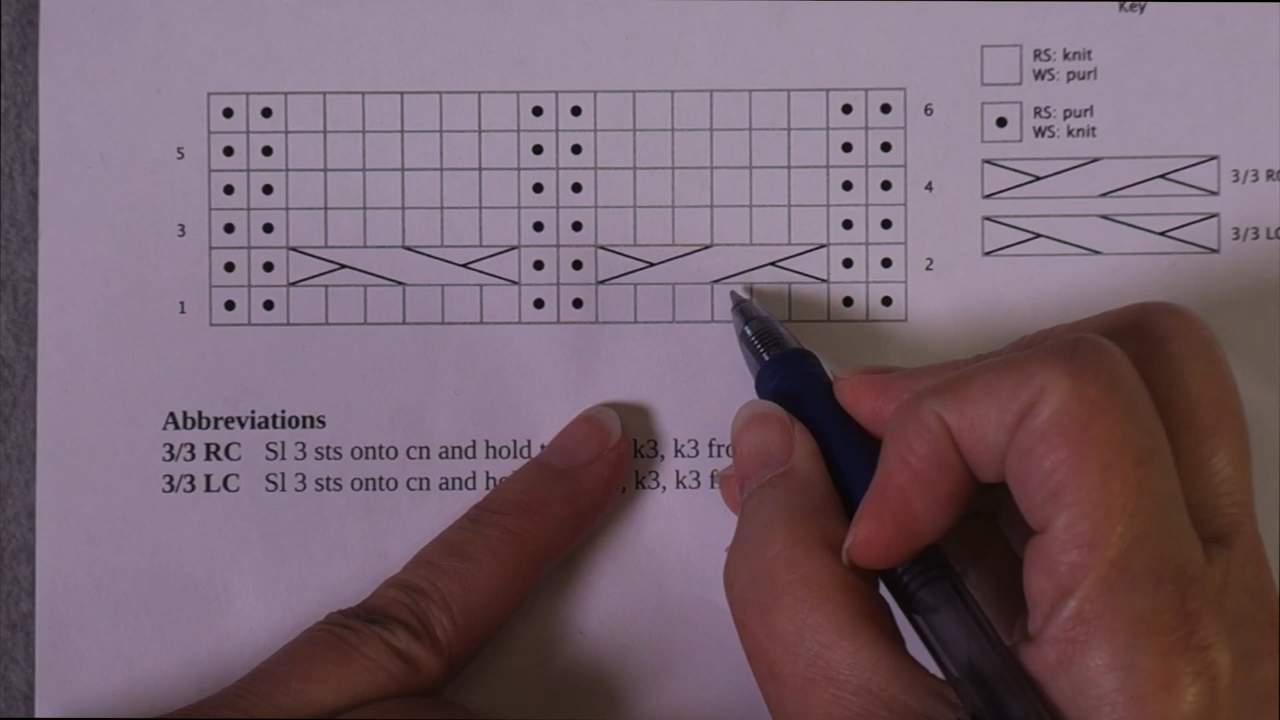 Key
RS: knit
WS: purl
RS: purl
WS: knit
3/3
3/3
6
5
4
3
2
1
Abbreviations
3/3 RC Sl 3 sts onto cn and hold k3, k3
3/3 LC Sl 3 sts onto cn and , k3, k3